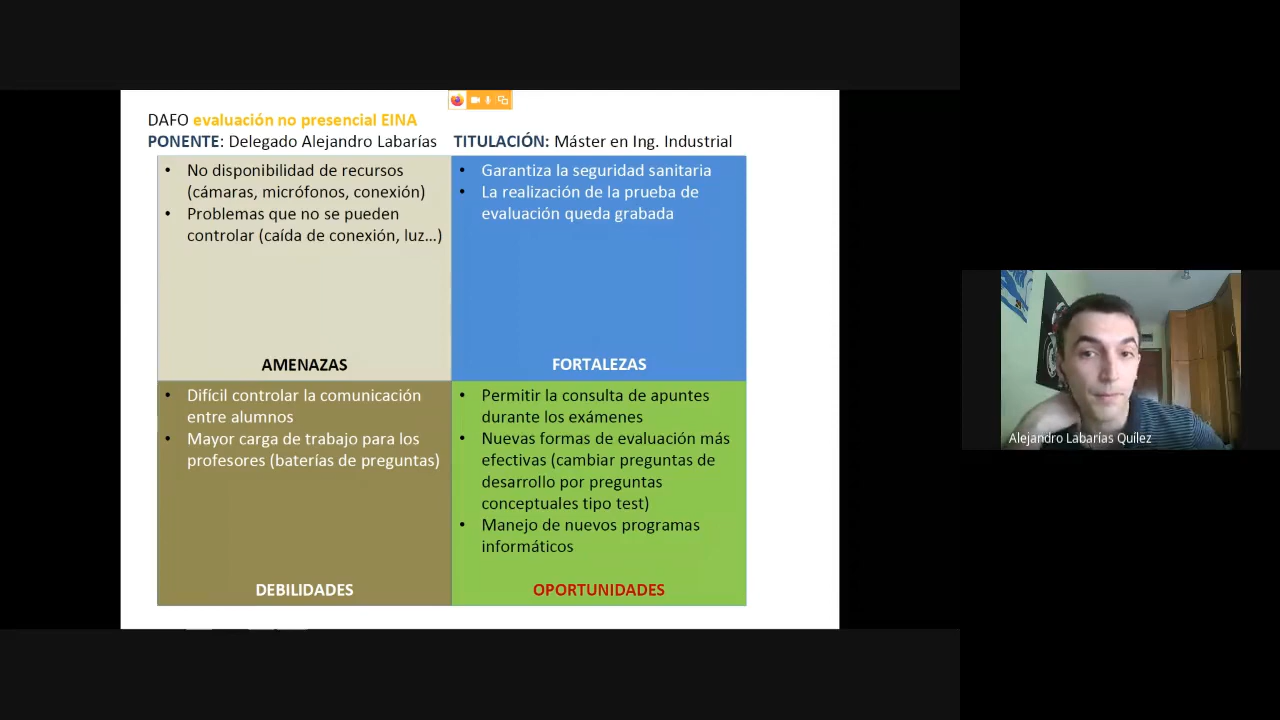 DAFO evaluación no presencial EINA
PONENTE: Delegado Alejandro Labarías TITULACIÓN: Máster en Ing. Industrial
• No disponibilidad de recursos
(cámaras, micrófonos, conexión)
• Problemas que no se pueden
controlar (caída de conexión, luz...)
AMENAZAS
• Garantiza la seguridad sanitaria
• La realización de la prueba de
evaluación queda grabada
FORTALEZAS
• Difícil controlar la comunicación
entre alumnos
• Mayor carga de trabajo para los
profesores (baterías de preguntas)
DEBILIDADES
• Permitir la consulta de apuntes
durante los exámenes
• Nuevas formas de evaluación más
efectivas (cambiar preguntas de
desarrollo por preguntas
conceptuales tipo test)
• Manejo de nuevos programas
informáticos
OPORTUNIDADES
Alejandro Labarías Quílez